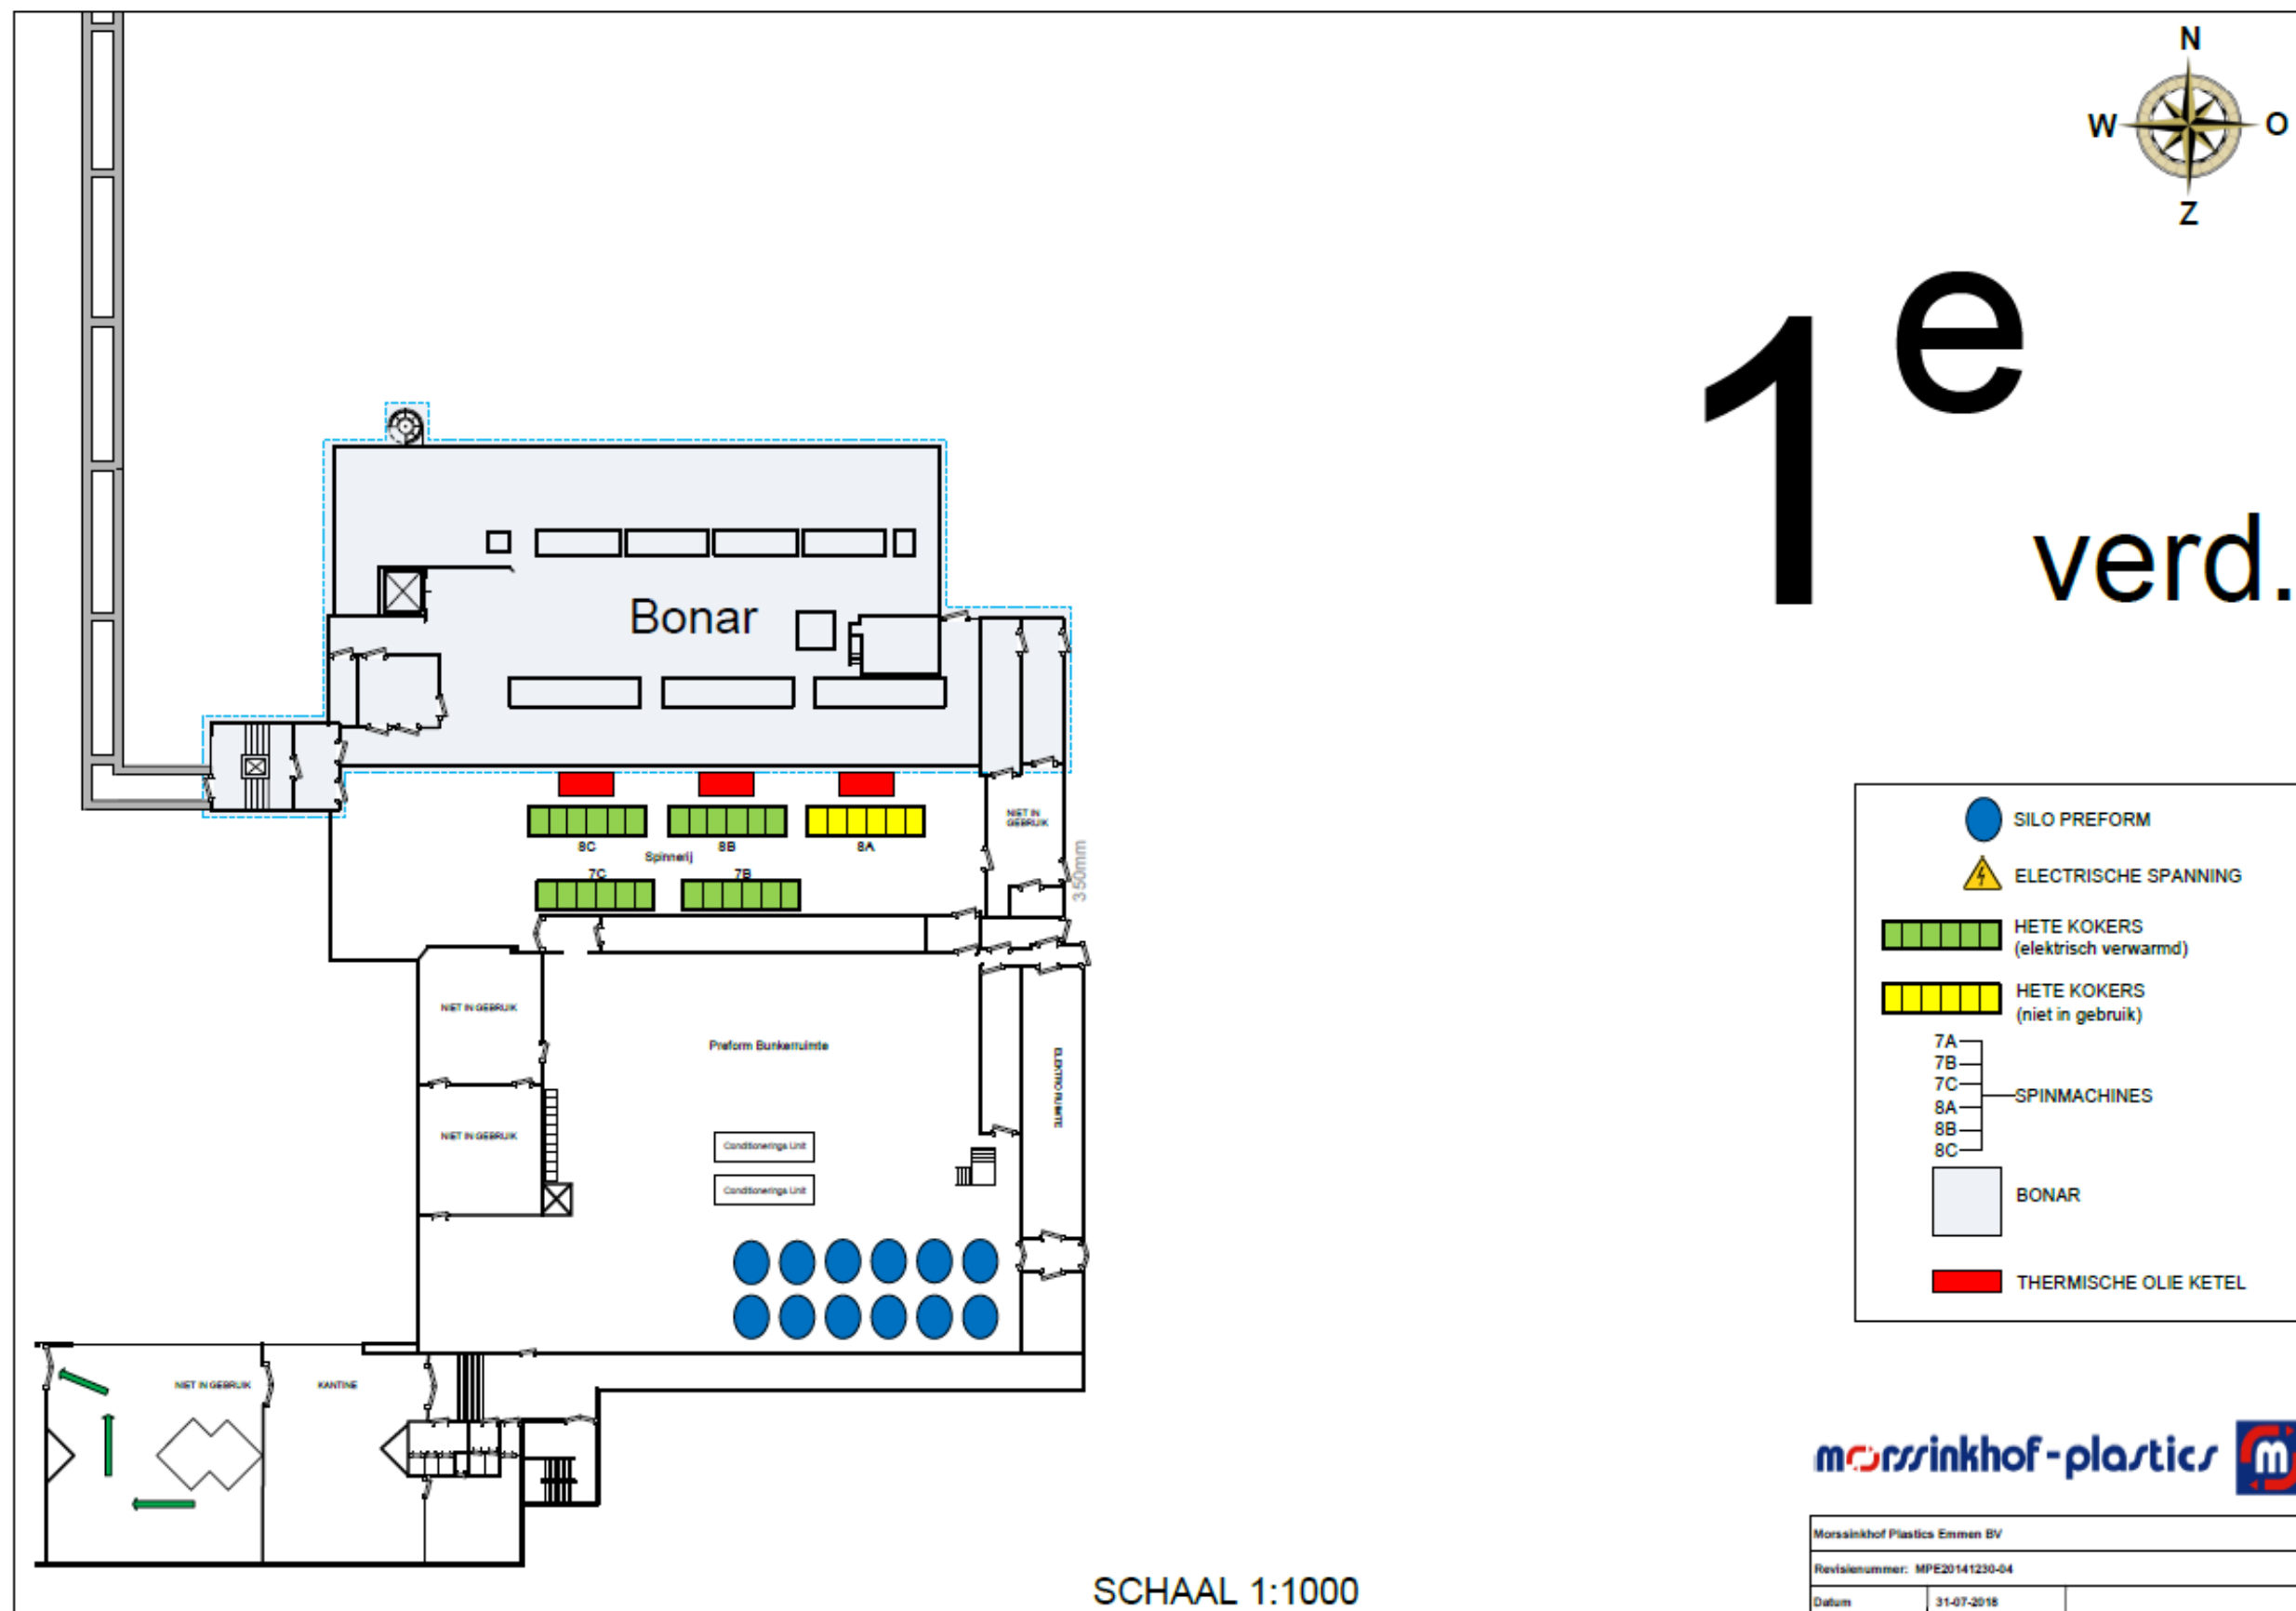 N
W
O
Z
1e
verd.
Bonar
8C
8B
8A
Spinnerij
7C
7B
NIET IN
GEBRUIK
350mm
NIET IN GEBRUIK
Preform Bunkerruimte
ELEKTRO RUIMTE
NIET IN GEBRUIK
Conditionerings Unit
Conditionerings Unit
NIET IN GEBRUIK
KANTINE
SILO PREFORM
ELECTRISCHE SPANNING
HETE KOKERS
(elektrisch verwarmd)
HETE KOKERS
(niet in gebruik)
7A
7B
7C
8A
8B
8C
SPINMACHINES
BONAR
THERMISCHE OLIE KETEL
morssinkhof-plastics
m
Morssinkhof Plastics Emmen BV
Revisienummer: MPE20141230-04
Datum 31-07-2018
SCHAAL 1:1000